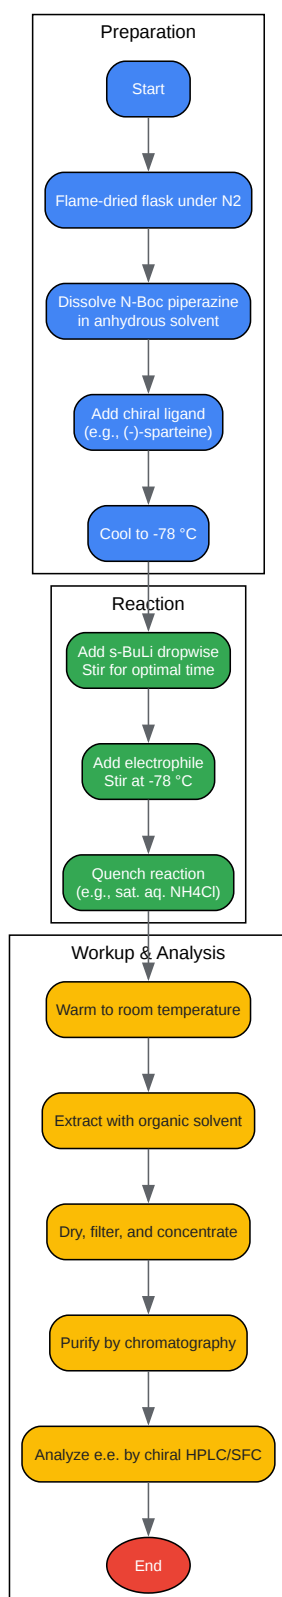 Preparation
Start
Flame-dried flask under N2
Dissolve N-Boc piperazine
in anhydrous solvent
Add chiral ligand
(e.g., (-)-sparteine)
Cool to -78 °C
Reaction
Add s-BuLi dropwise
Stir for optimal time
Add electrophile
Stir at -78 °C
Quench reaction
(e.g., sat. aq. NH4Cl)
Workup & Analysis
Warm to room temperature
Extract with organic solvent
Dry, filter, and concentrate
Purify by chromatography
Analyze e.e. by chiral HPLC/SFC
End